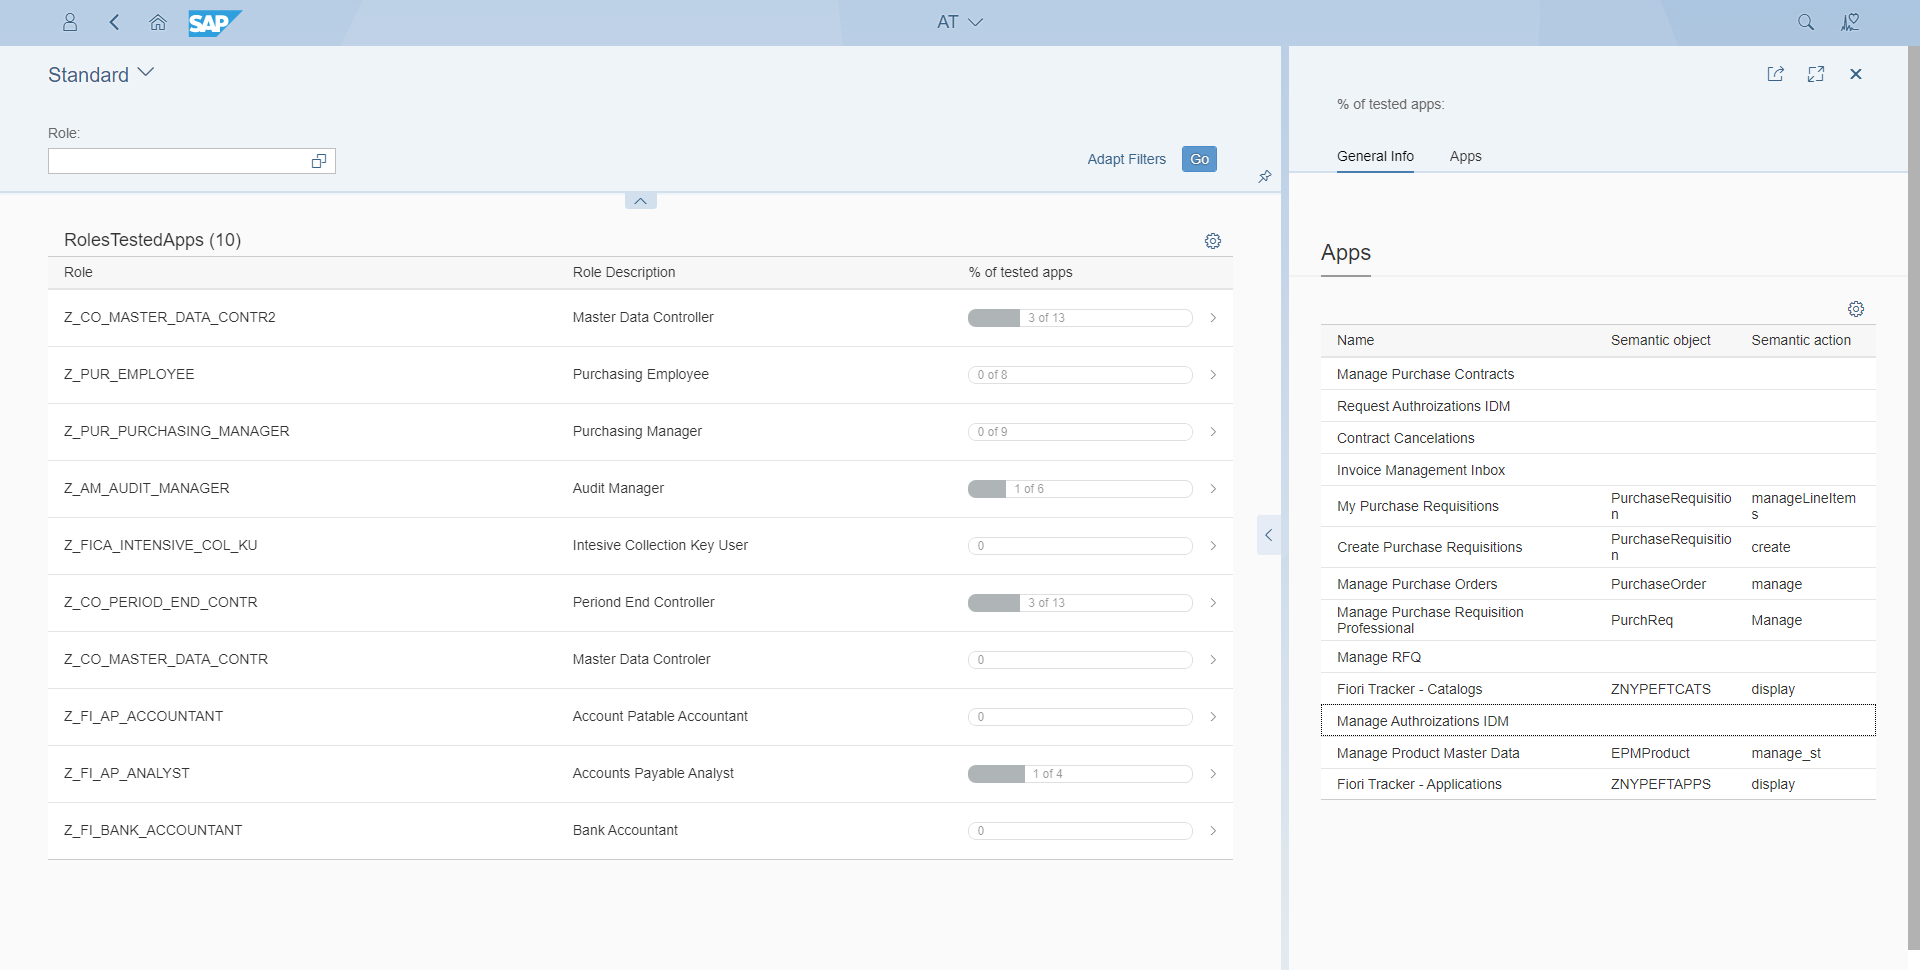 SAP
AT
Standard
Role:
Adapt Filters
Go
RolesTestedApps (10)
Role Role Description % of tested apps
Z_CO_MASTER_DATA_CONTR2 Master Data Controller 3 of 13
Z_PUR_EMPLOYEE Purchasing Employee 0 of 8
Z_PUR_PURCHASING_MANAGER Purchasing Manager 0 of 9
Z_AM_AUDIT_MANAGER Audit Manager 1 of 6
Z_FICA_INTENSIVE_COL_KU Intesive Collection Key User 0
Z_CO_PERIOD_END_CONTR Periond End Controller 3 of 13
Z_CO_MASTER_DATA_CONTR Master Data Controler 0
Z_FI_AP_ACCOUNTANT Account Patable Accountant 0
Z_FI_AP_ANALYST Accounts Payable Analyst 1 of 4
Z_FI_BANK_ACCOUNTANT Bank Accountant 0
% of tested apps:
General Info Apps
Apps
Name Semantic object Semantic action
Manage Purchase Contracts
Request Authroizations IDM
Contract Cancelations
Invoice Management Inbox
My Purchase Requisitions PurchaseRequisitio manageLineItem
n s
Create Purchase Requisitions PurchaseRequisitio create
n
Manage Purchase Orders PurchaseOrder manage
Manage Purchase Requisition PurchReq Manage
Professional
Manage RFQ
Fiori Tracker - Catalogs ZNYPEFTCATS display
Manage Authroizations IDM
Manage Product Master Data EPMProduct manage_st
Fiori Tracker - Applications ZNYPEFTAPPS display